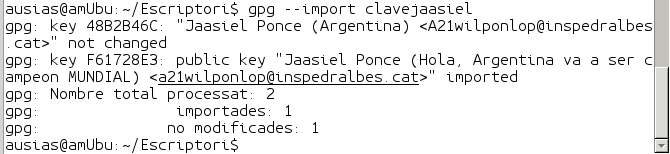 ausias@amUbu:~/Escriptori$ gpg --import clavejaasiel
gpg: key 48B2B46C: "Jaasiel Ponce (Argentina) <A21wilponlop@inspedralbes
.cat>" not changed
gpg: key F61728E3: public key "Jaasiel Ponce (Hola, Argentina va a ser c
ampeon MUNDIAL) <a21wilponlop@inspedralbes.cat>" imported
gpg: Nombre total processat: 2
gpg:               importades: 1
gpg:              no modificades: 1
ausias@amUbu:~/Escriptori$